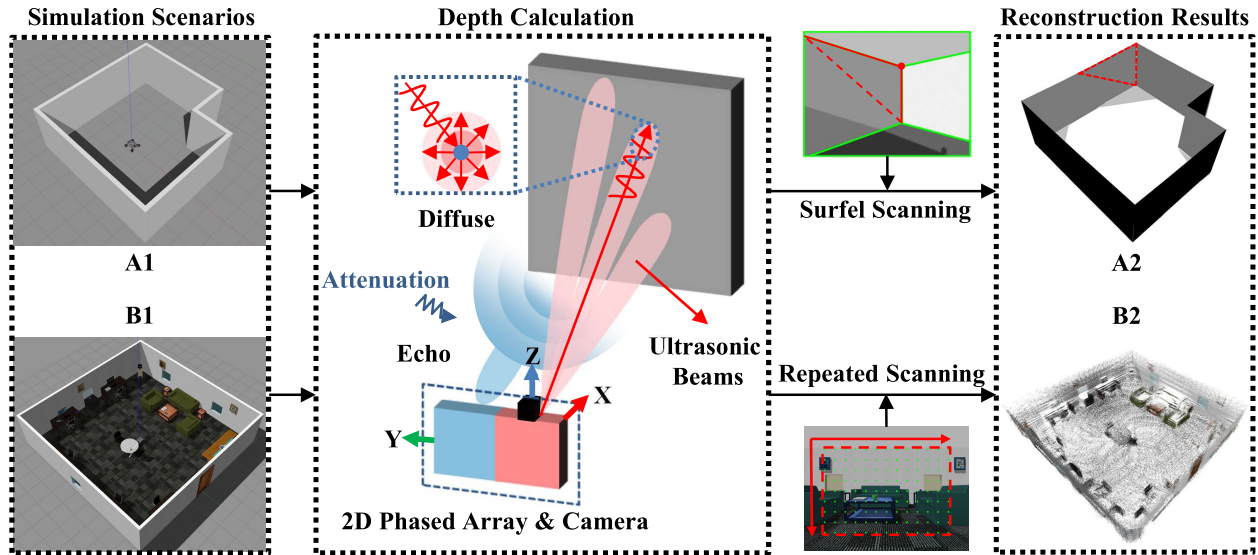 Simulation Scenarios
Depth Calculation
Reconstruction Results
Diffuse
Surfel Scanning
A1
A2
Attenuation
B1
B2
Echo
Z
Ultrasonic
Beams
Repeated Scanning
X
Y
2D Phased Array & Camera